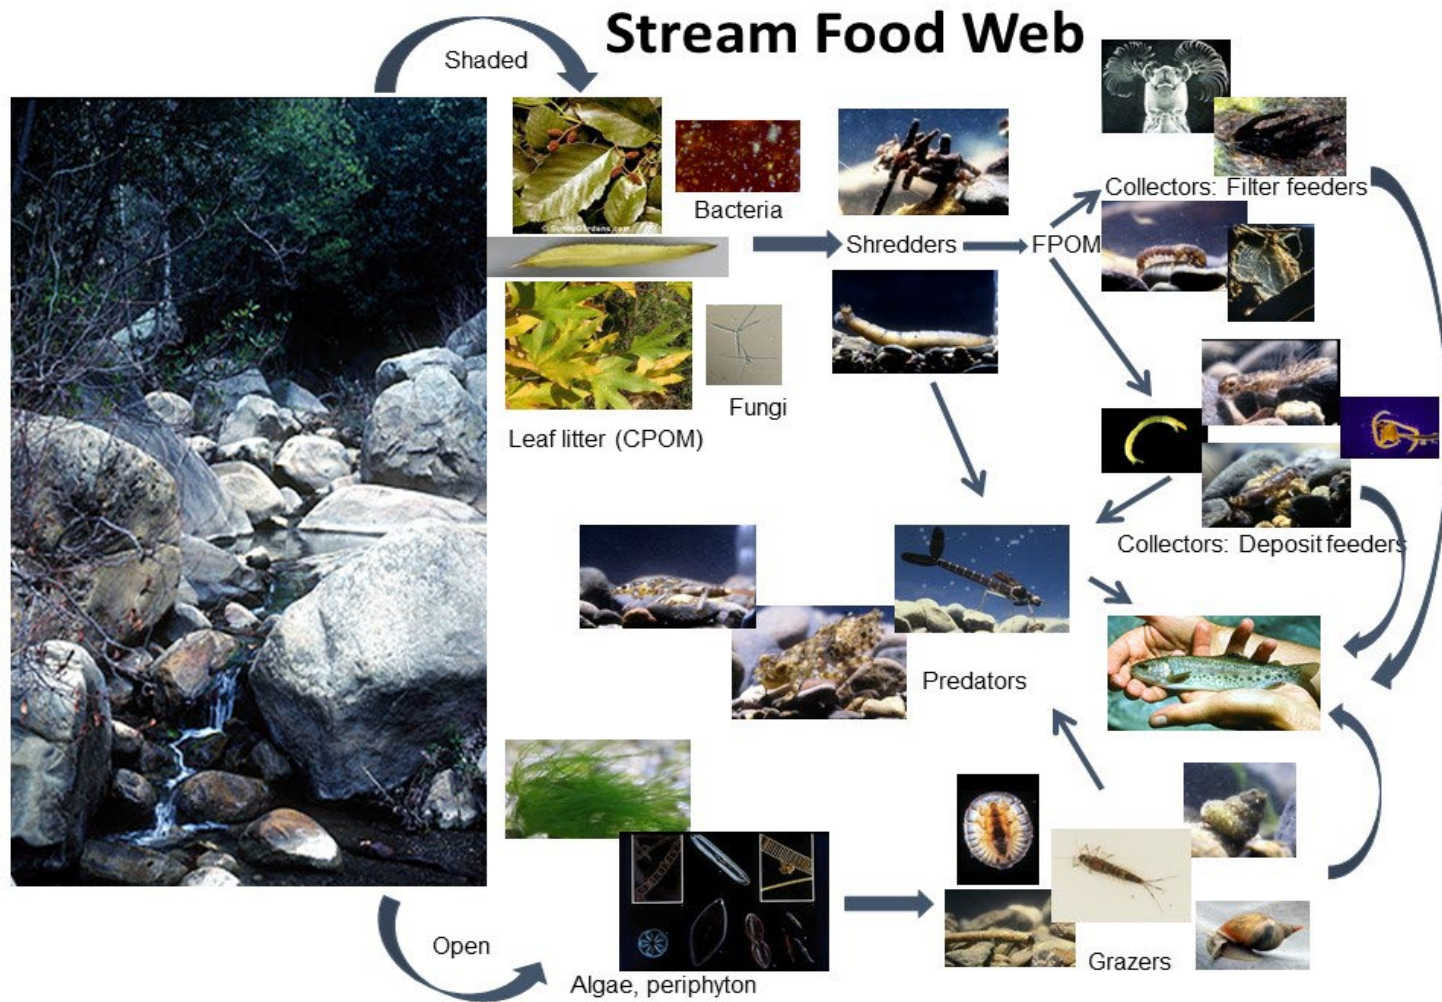 Stream Food Web
Shaded
Bacteria
Collectors: Filter feeders
Shredders
FPOM
Fungi
Leaf litter (CPOM)
Collectors: Deposit feeders
Predators
Open
Algae, periphyton
Grazers